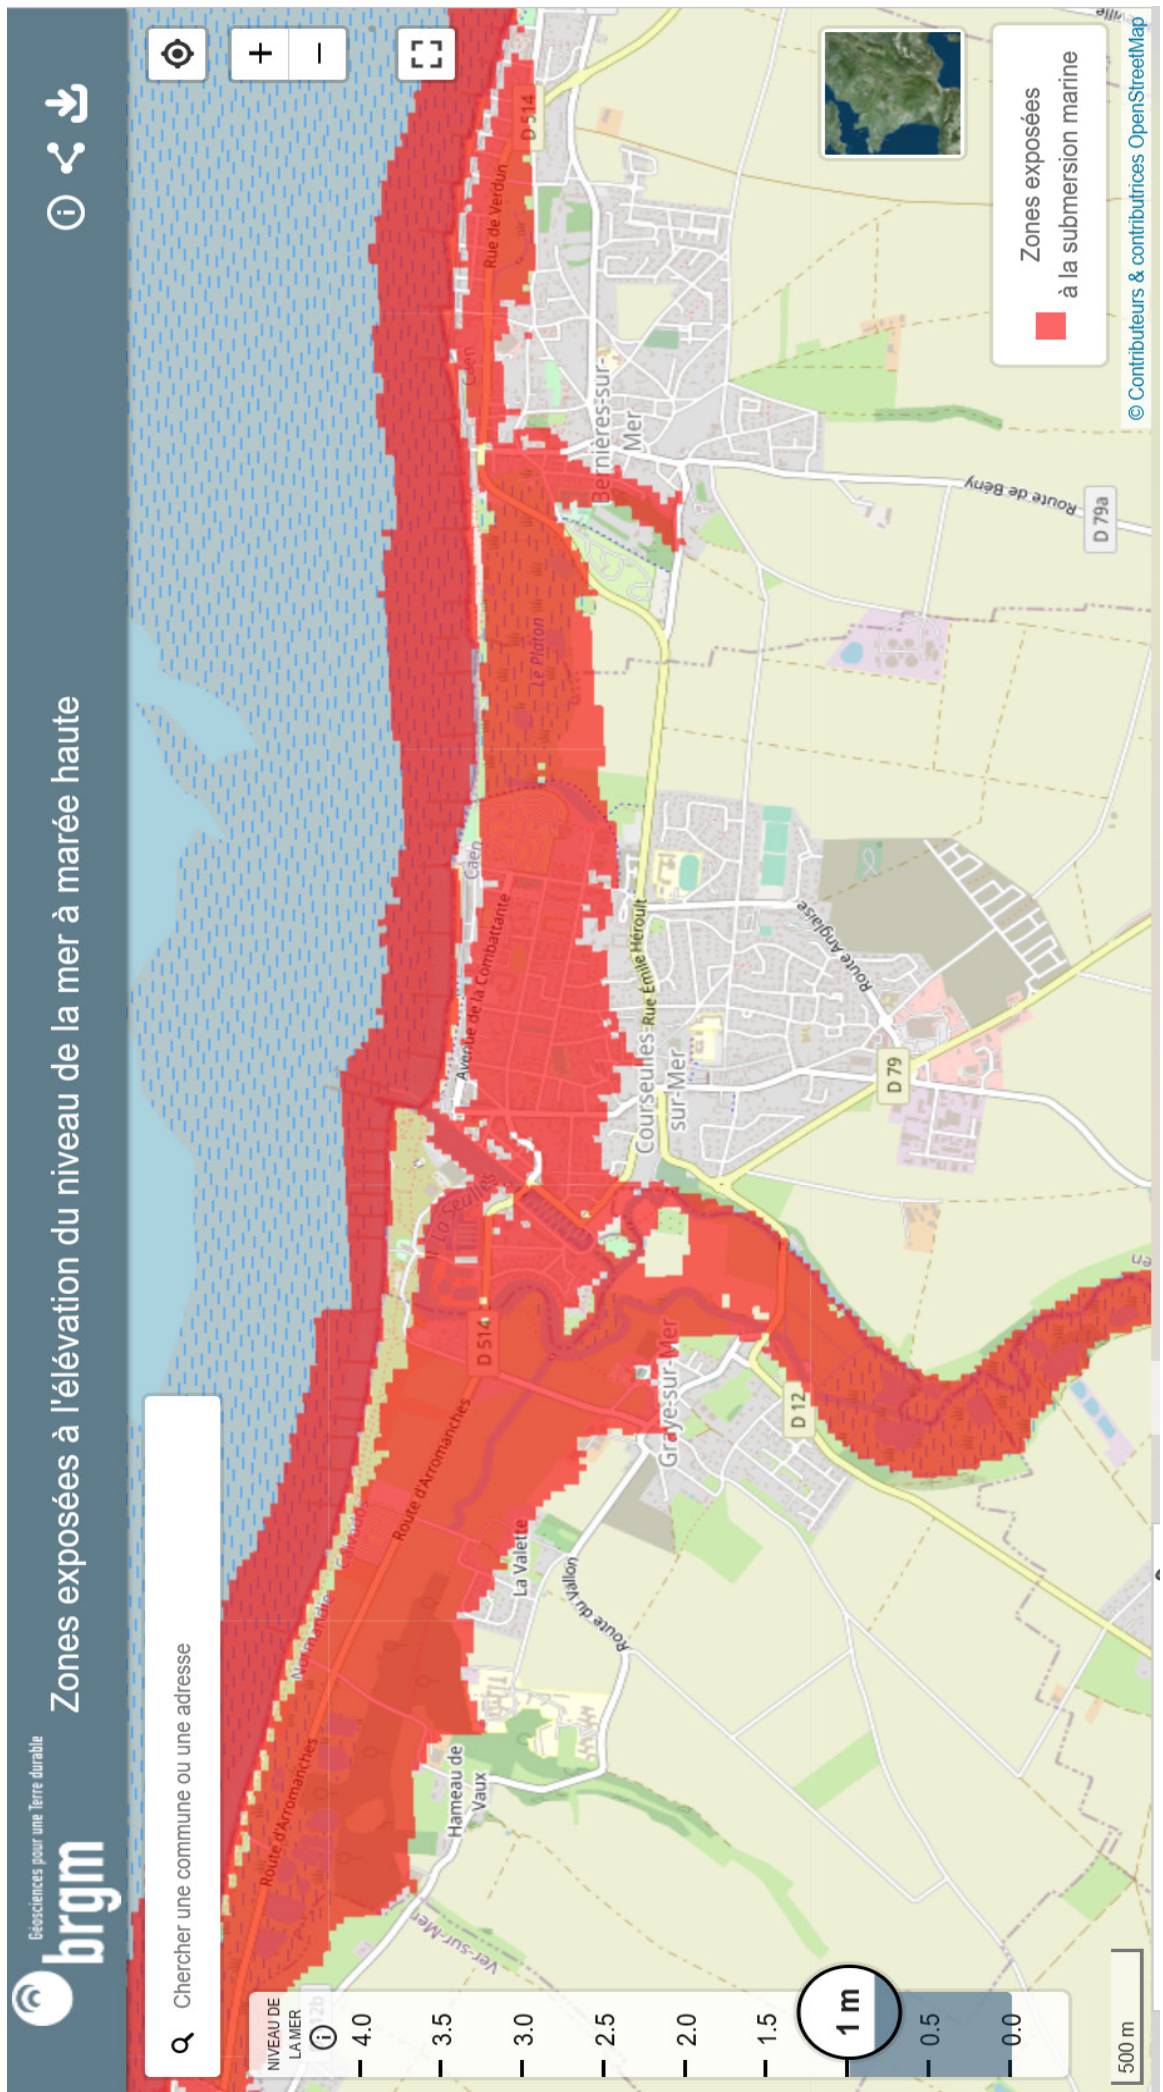 Géosciences pour une Terre durable
brgm
Zones exposées à l'élévation du niveau de la mer à marée haute
Chercher une commune ou une adresse
+
−
NIVEAU DE
LA MER
4.0
3.5
3.0
2.5
2.0
1.5
1 m
0.5
0.0
500 m
12b
Route d'Arromanches
Route d'Arromanches
Normandie
Calvados
Hameau de
Vaux
Ver-sur-Mer
La Valette
Route du Vallon
Graye-sur-Mer
D 514
D 12
La Seulles
Avenue de la Combattante
Caen
Courseulles-
sur-Mer
Rue Émile Héroult
Route Anglaise
D 79
Le Platon
Caen
Bernières-sur-
Mer
Rue de Verdun
D 514
Route de Bény
D 79a
Zones exposées
à la submersion marine
© Contributeurs & contributrices OpenStreetMap